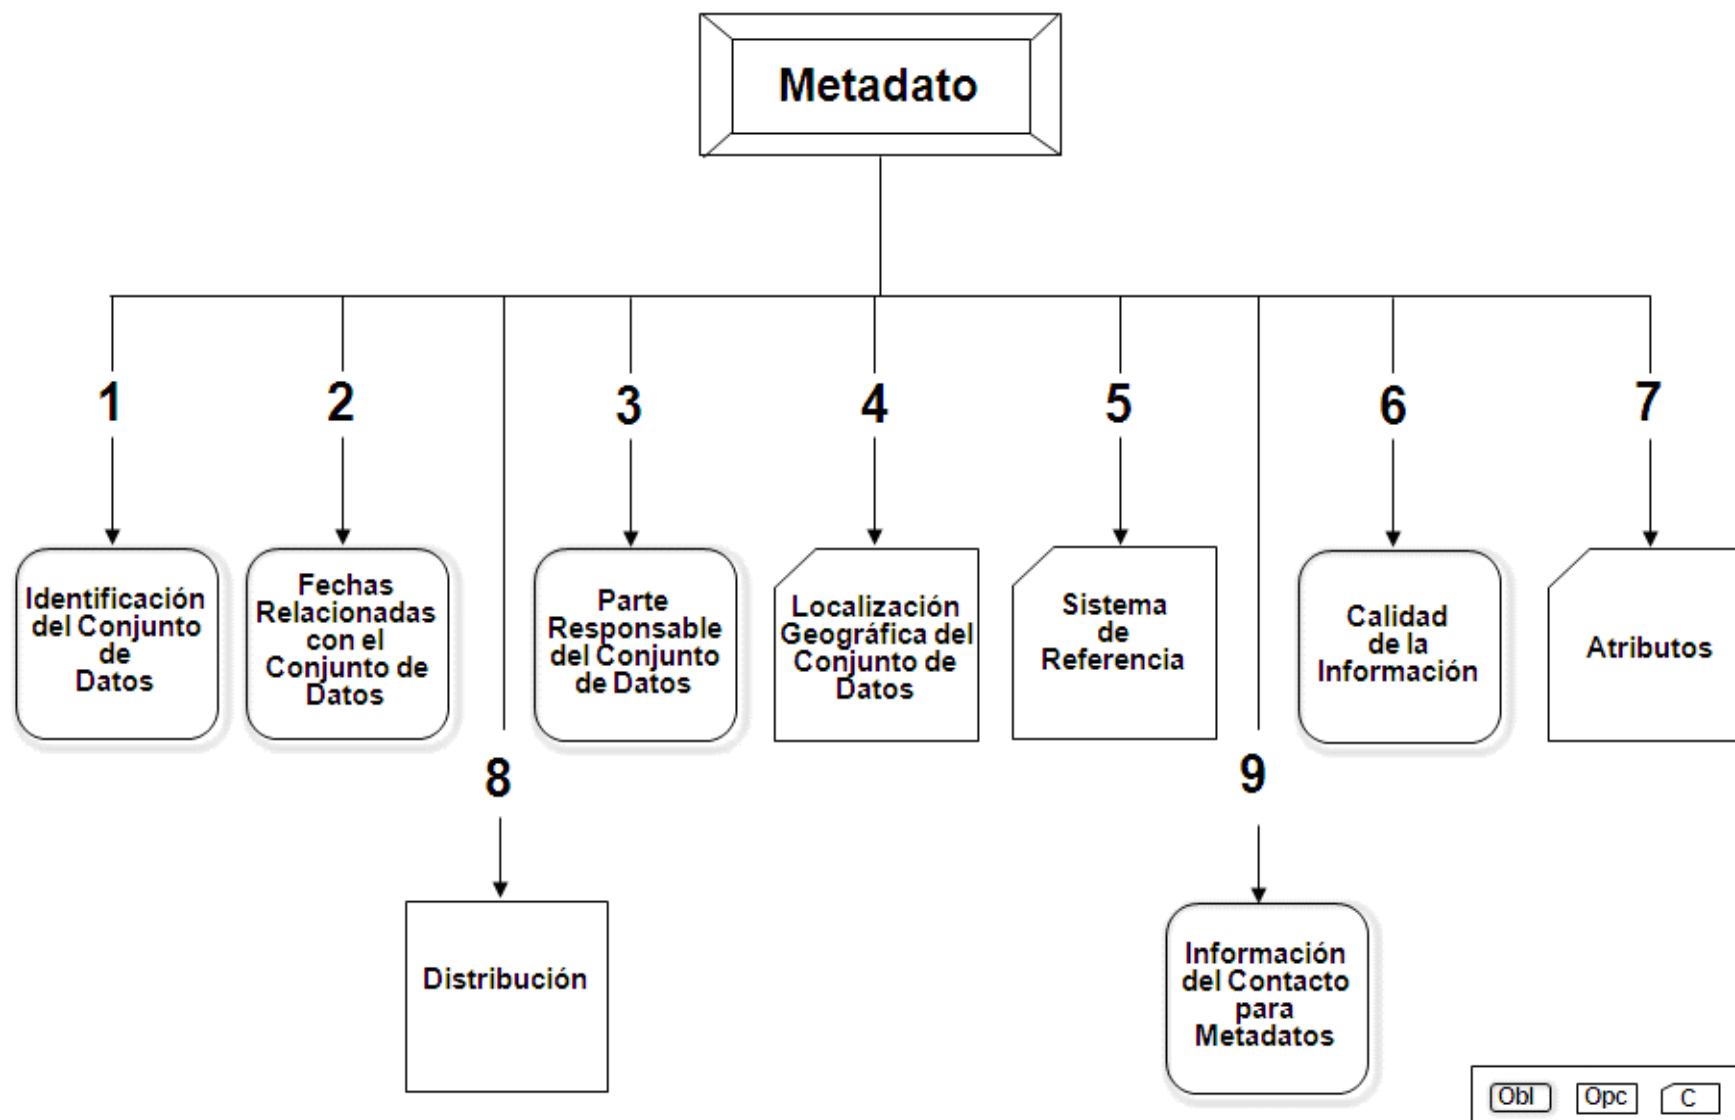 Metadato
1
2
3
4
5
6
7
Identificación
del Conjunto
de
Datos
Fechas
Relacionadas
con el
Conjunto de
Datos
Parte
Responsable
del Conjunto
de Datos
Localización
Geográfica del
Conjunto de
Datos
Sistema
de
Referencia
Calidad
de la
Información
Atributos
8
9
Distribución
Información
del Contacto
para
Metadatos
Obl
Opc
C